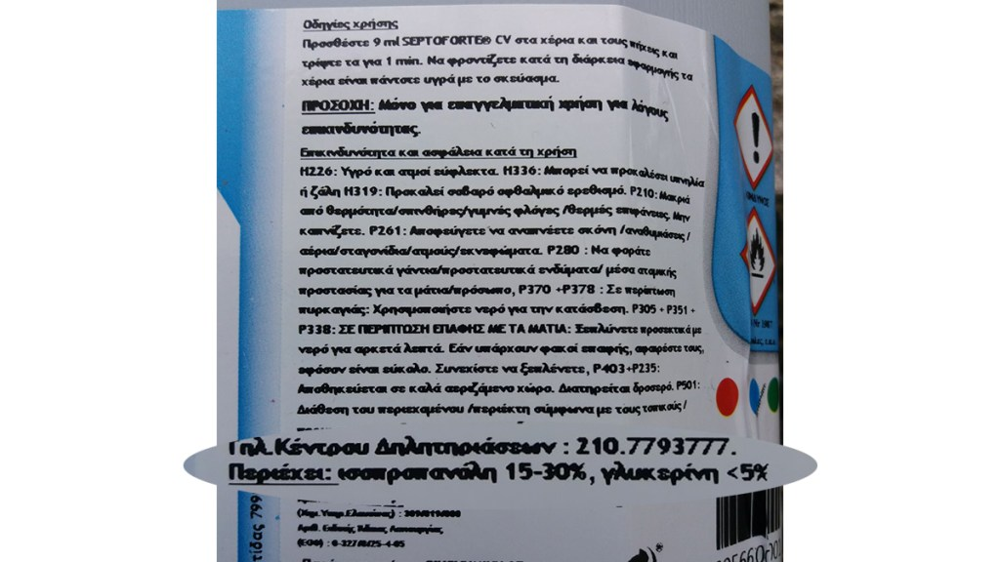 Οδηγίες χρήσης
Προσθέστε 9 ml SEPTOFORTE® CV στα χέρια και τους πήχεις και
τρίψτε τα για 1 min. Να φροντίζετε κατά τη διάρκεια εφαρμογής τα
χέρια είναι πάντοτε υγρά με το σκεύασμα.
ΠΡΟΣΟΧΗ: Μόνο για επαγγελματική χρήση για λόγους
επικινδυνότητας.
Επικινδυνότητα και ασφάλεια κατά τη χρήση
H226: Υγρό και ατμοί εύφλεκτα. H336: Μπορεί να προκαλέσει υπνηλία
ή ζάλη H319: Προκαλεί σοβαρό οφθαλμικό ερεθισμό. P210: Μακριά
από θερμότητα/σπινθήρες/γυμνές φλόγες /θερμές επιφάνειες. Μην
καπνίζετε. P261: Αποφεύγετε να αναπνέετε σκόνη /αναθυμιάσεις/
αέρια/σταγονίδια/ατμούς/εκνεφώματα. P280 : Να φοράτε
προστατευτικά γάντια/προστατευτικά ενδύματα/ μέσα ατομικής
προστασίας για τα μάτια/πρόσωπο, P370 +P378 : Σε περίπτωση
πυρκαγιάς: Χρησιμοποιήστε νερό για την κατάσβεση. P305 + P351 +
P338: ΣΕ ΠΕΡΙΠΤΩΣΗ ΕΠΑΦΗΣ ΜΕ ΤΑ ΜΑΤΙΑ: Ξεπλύνετε προσεκτικά με
νερό για αρκετά λεπτά. Εάν υπάρχουν φακοί επαφής, αφαιρέστε τους,
εφόσον είναι εύκολο. Συνεχίστε να ξεπλένετε, P403+P235:
Αποθηκεύεται σε καλά αεριζόμενο χώρο. Διατηρείται δροσερό. P501:
Διάθεση του περιεχομένου /περιέκτη σύμφωνα με τους τοπικούς /
Τηλ.Κέντρου Δηλητηριάσεων : 210.7793777.
Περιέχει: ισοπροπανόλη 15-30%, γλυκερίνη <5%
(ΕΟΦ) : 
799